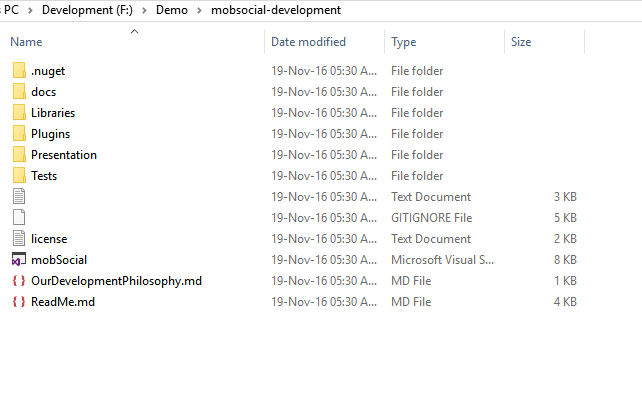 s PC > Development (F:) > Demo > mobsocial-development
Name Date modified Type Size
.nuget 19-Nov-16 05:30 A... File folder
docs 19-Nov-16 05:30 A... File folder
Libraries 19-Nov-16 05:30 A... File folder
Plugins 19-Nov-16 05:30 A... File folder
Presentation 19-Nov-16 05:30 A... File folder
Tests 19-Nov-16 05:30 A... File folder
19-Nov-16 05:30 A... Text Document 3 KB
19-Nov-16 05:30 A... GITIGNORE File 5 KB
license 19-Nov-16 05:30 A... Text Document 2 KB
mobSocial 19-Nov-16 05:30 A... Microsoft Visual S... 8 KB
OurDevelopmentPhilosophy.md 19-Nov-16 05:30 A... MD File 1 KB
ReadMe.md 19-Nov-16 05:30 A... MD File 4 KB